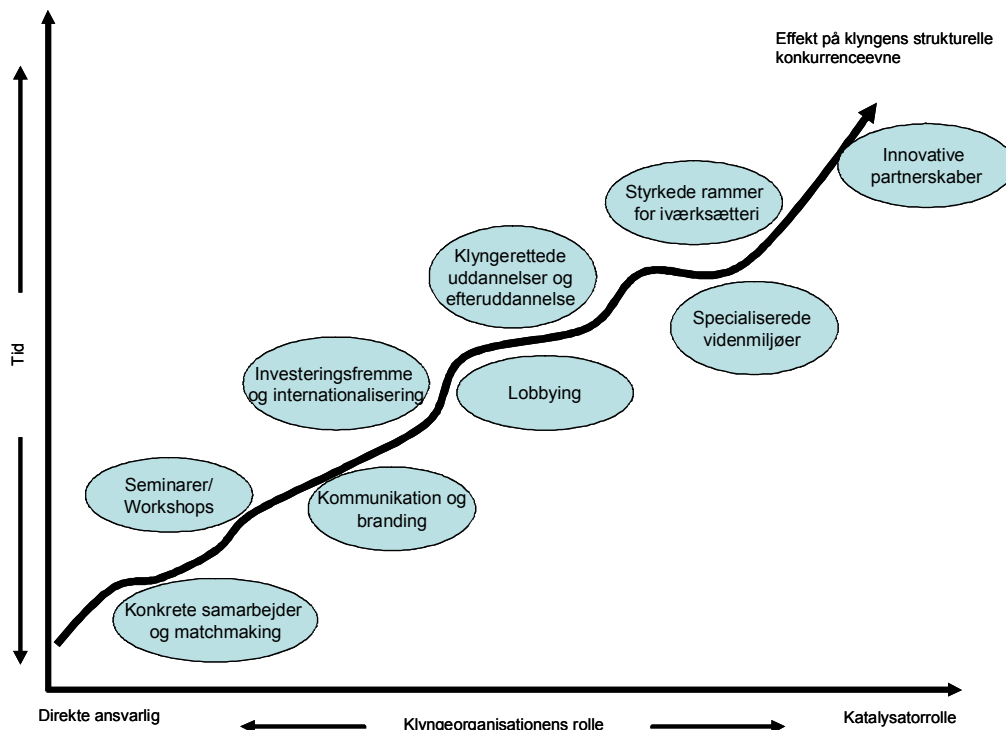 Effekt på klyngens strukturelle
konkurrenceevne
Innovative
partnerskaber
Styrkede rammer
for iværksætteri
Klyngerettede
uddannelser og
efteruddannelse
Specialiserede
videnmiljøer
Tid
Investeringsfremme
og internationalisering
Lobbying
Seminarer/
Workshops
Kommunikation og
branding
Konkrete samarbejder
og matchmaking
Direkte ansvarlig
Klyngeorganisationens rolle
Katalysatorrolle